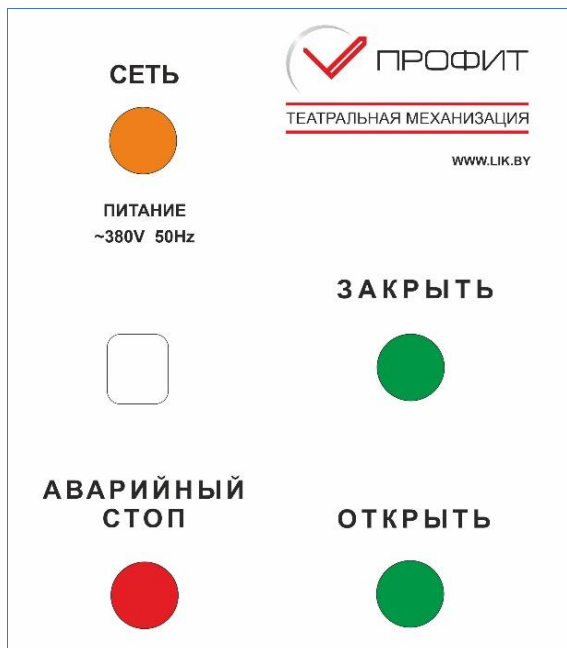 СЕТЬ
ПРОФИТ
ТЕАТРАЛЬНАЯ МЕХАНИЗАЦИЯ
WWW.LIK.BY
ПИТАНИЕ
~380V 50Hz
ЗАКРЫТЬ
АВАРИЙНЫЙ
СТОП
ОТКРЫТЬ